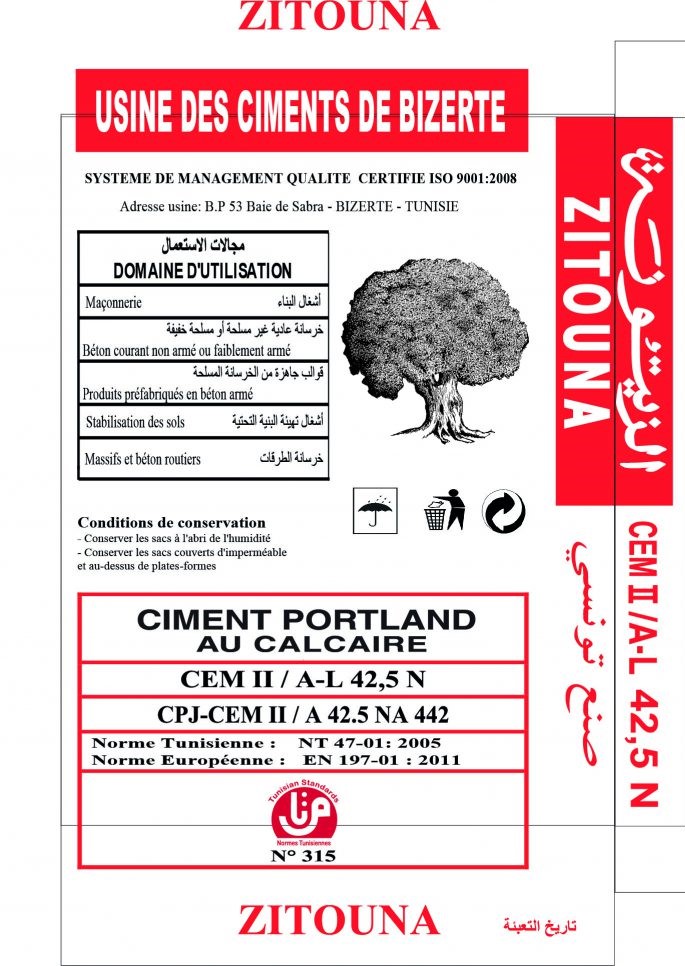 ZITOUNA
USINE DES CIMENTS DE BIZERTE
SYSTEME DE MANAGEMENT QUALITE CERTIFIE ISO 9001:2008
Adresse usine: B.P 53 Baie de Sabra - BIZERTE - TUNISIE
مجالات الاستعمال
DOMAINE D'UTILISATION
Maçonnerie أشغال البناء
خرسانة عادية غير مسلحة أو مسلحة خفيفة
Béton courant non armé ou faiblement armé
قوالب جاهزة من الخرسانة المسلحة
Produits préfabriqués en béton armé
Stabilisation des sols أشغال تهيئة البنية التحتية
Massifs et béton routiers خرسانة الطرقات
Conditions de conservation
- Conserver les sacs à l'abri de l'humidité
- Conserver les sacs couverts d'imperméable
et au-dessus de plates-formes
CIMENT PORTLAND
AU CALCAIRE
CEM II / A-L 42,5 N
CPJ-CEM II / A 42.5 NA 442
Norme Tunisienne : NT 47-01: 2005
Norme Européenne : EN 197-01 : 2011
Tunisian Standards
م ت
Normes Tunisiennes
N° 315
ZITOUNA
تاريخ التعبئة
الزيتونة
ZITOUNA
CEM II /A-L 42,5 N
صنع تونسي